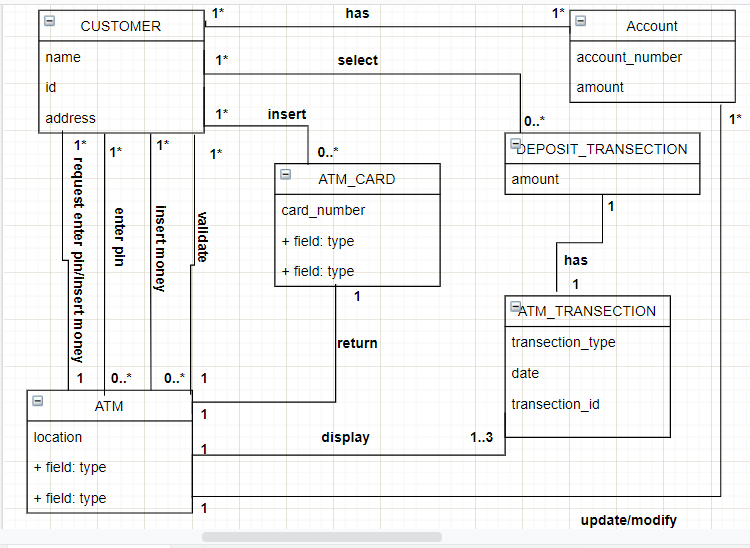 1* has 1*
CUSTOMER
name
id
address
Account
account_number
amount
1* select
0..*
1* insert
0..*
1*
DEPOSIT_TRANSECTION
amount
1
has
1
ATM_CARD
card_number
+ field: type
+ field: type
1
return
1* 1* 1* 1*
request enter pin/insert money
enter pin
insert money
validate
1 0..* 0..* 1
ATM_TRANSECTION
transection_type
date
transection_id
ATM
location
+ field: type
+ field: type
1
1 display 1..3
1
update/modify